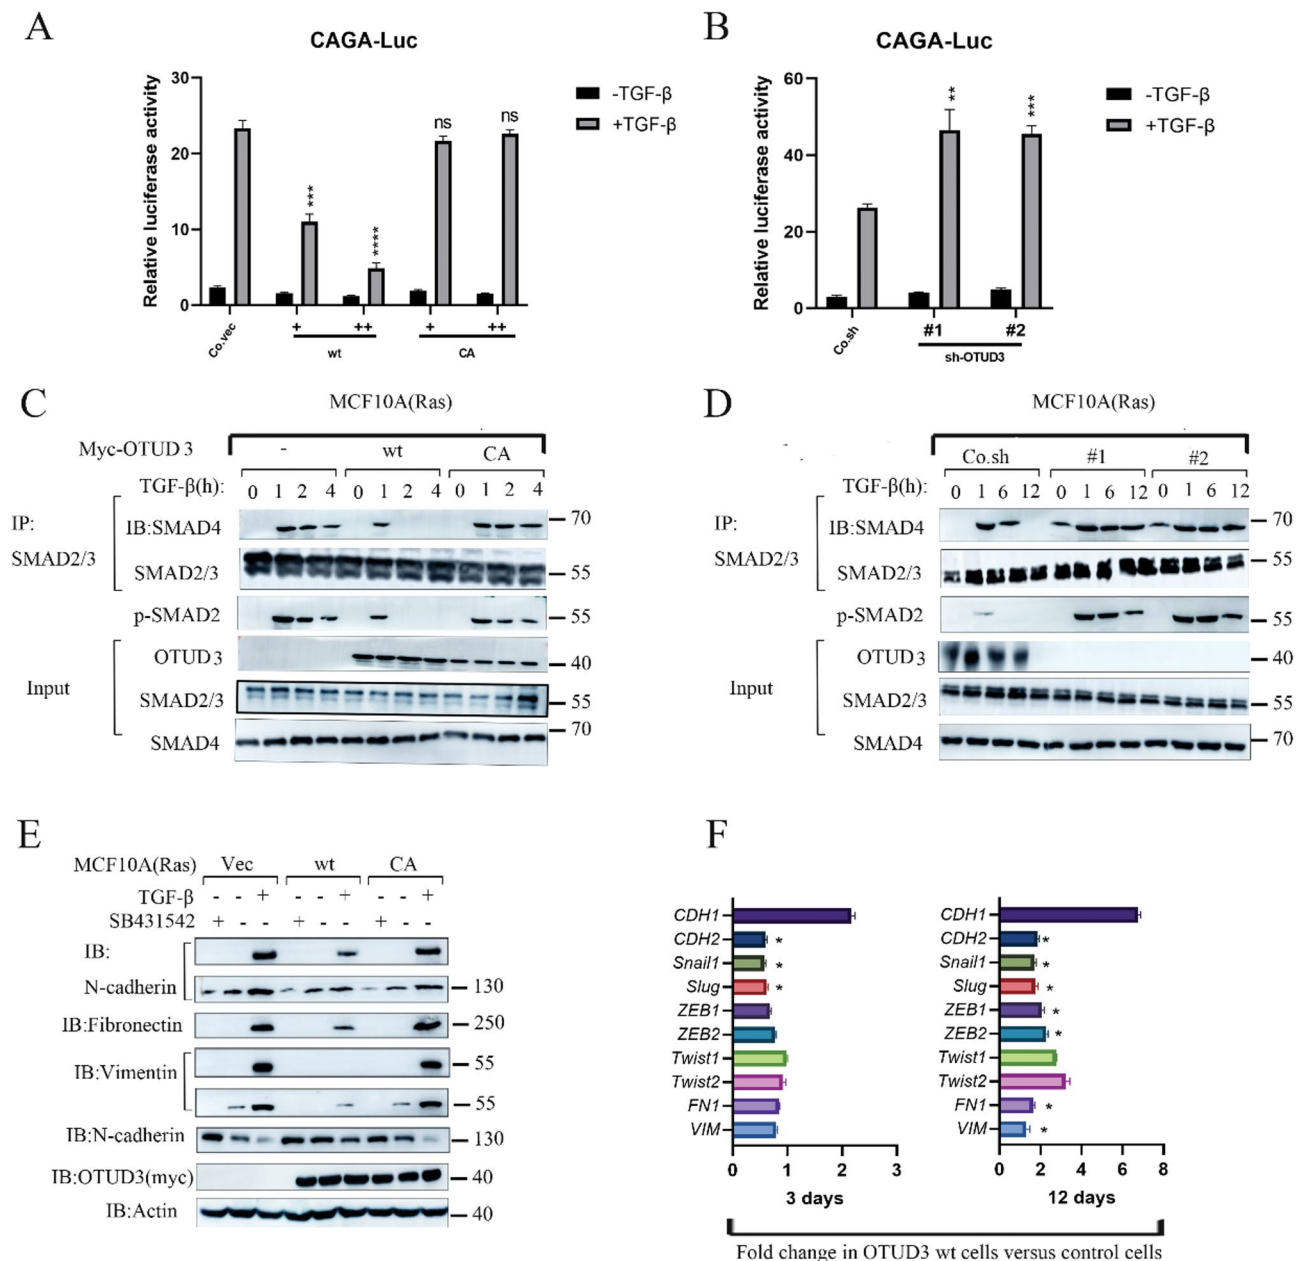 A
CAGA-Luc
Relative luciferase activity
30
20
10
0
-TGF-β
+TGF-β
***
****
ns
ns
Co.vec
+
++
+
++
wt
CA
B
CAGA-Luc
Relative luciferase activity
60
40
20
0
-TGF-β
+TGF-β
**
***
Co.sh
#1
#2
sh-OTUD3
C
MCF10A(Ras)
Myc-OTUD 3
-
wt
CA
TGF-β(h):
0 1 2 4 0 1 2 4 0 1 2 4
IP:
SMAD2/3
IB:SMAD4
70
SMAD2/3
55
p-SMAD2
55
Input
OTUD 3
40
SMAD2/3
55
70
SMAD4
D
MCF10A(Ras)
Co.sh
#1
#2
TGF-β(h):
0 1 6 12 0 1 6 12 0 1 6 12
IP:
SMAD2/3
IB:SMAD4
70
SMAD2/3
55
p-SMAD2
55
Input
OTUD 3
40
SMAD2/3
55
SMAD4
70
E
MCF10A(Ras)
Vec
wt
CA
TGF-β
- - + - - + - - +
SB431542
+ - - + - - + - -
IB:
N-cadherin
130
IB:Fibronectin
250
IB:Vimentin
55
55
IB:N-cadherin
130
IB:OTUD3(myc)
40
IB:Actin
40
F
CDH1
CDH2 *
Snail1 *
Slug *
ZEB1
ZEB2
Twist1
Twist2
FN1
VIM
0 1 2 3
3 days
CDH1
CDH2 *
Snail1 *
Slug *
ZEB1 *
ZEB2 *
Twist1
Twist2
FN1 *
VIM *
0 2 4 6 8
12 days
Fold change in OTUD3 wt cells versus control cells